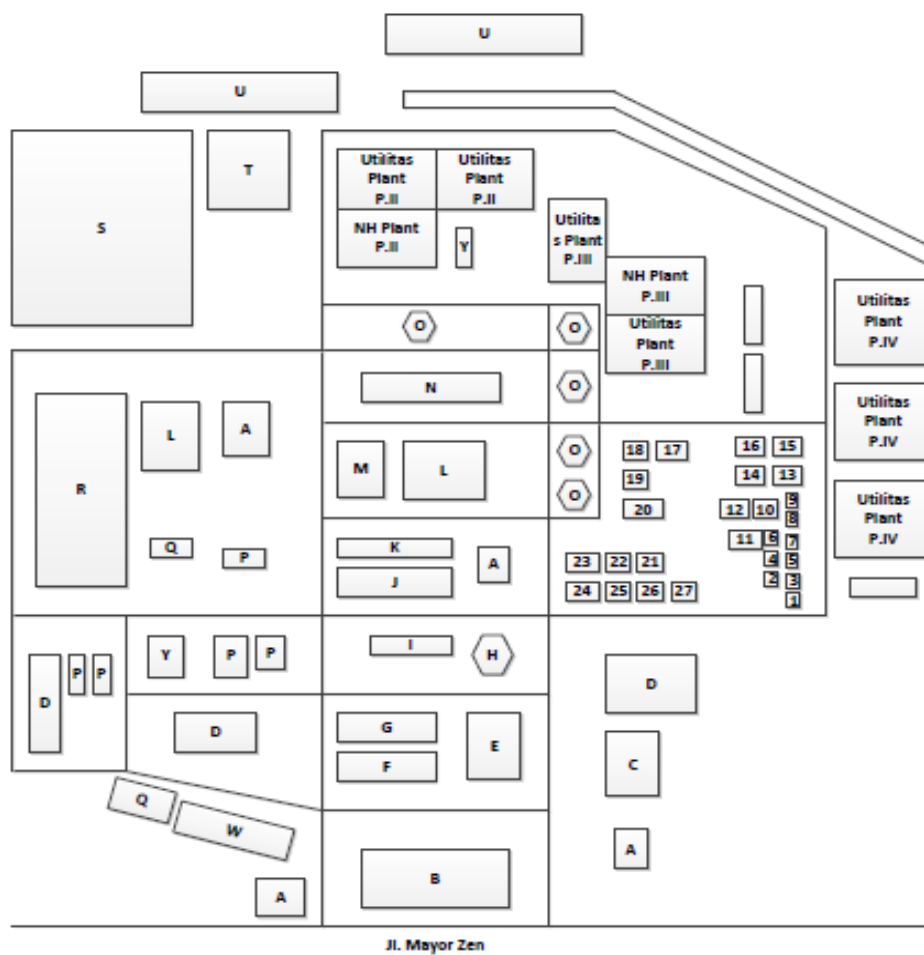 U
U
S
T
Utilitas
Plant
P.II
Utilitas
Plant
P.II
NH Plant
P.II
Y
Utilita
s Plant
P.III
NH Plant
P.III
Utilitas
Plant
P.III
Utilitas
Plant
P.IV
Utilitas
Plant
P.IV
Utilitas
Plant
P.IV
O
O
O
O
O
N
M
L
R
L
A
Q
P
K
J
A
18
17
19
20
16
15
14
13
12
10
9
8
11
6
7
4
5
2
3
1
23
22
21
24
25
26
27
D
P
P
Y
P
P
D
I
H
G
F
E
D
C
A
Q
W
A
B
Jl. Mayor Zen